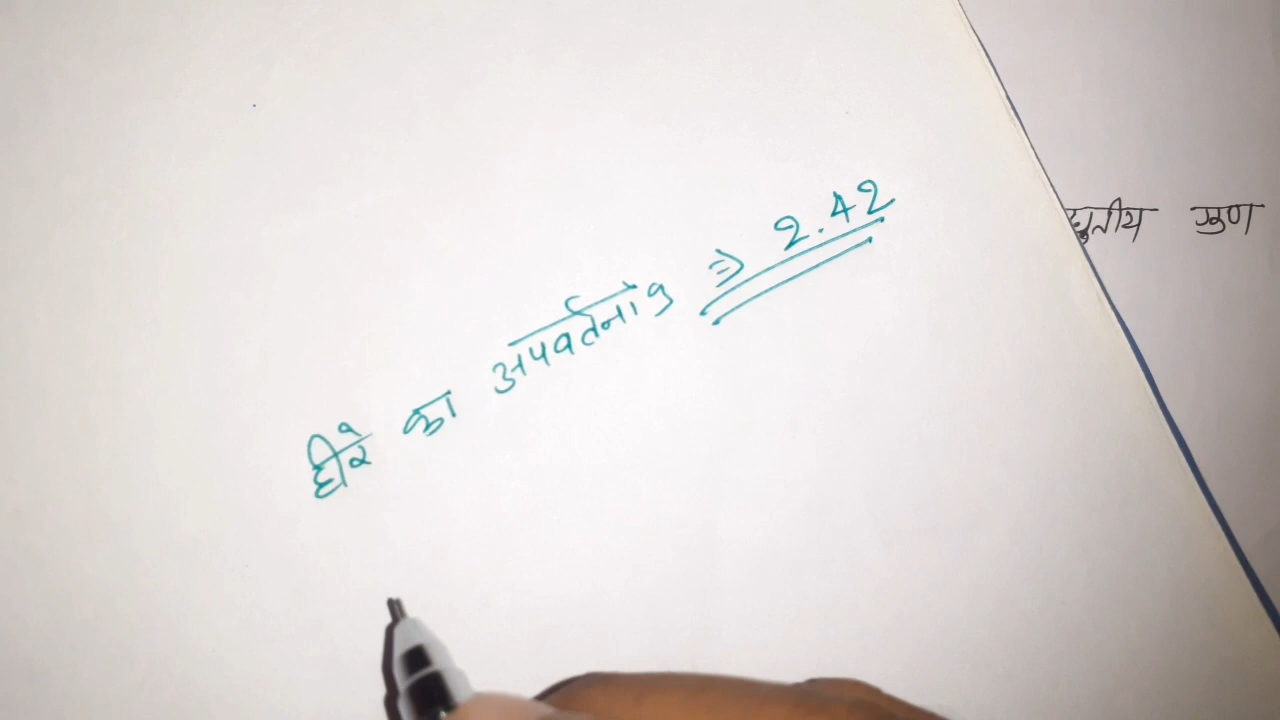 हीरे का अपवर्तनांक ⇒ 2.42
घुतीय गुण